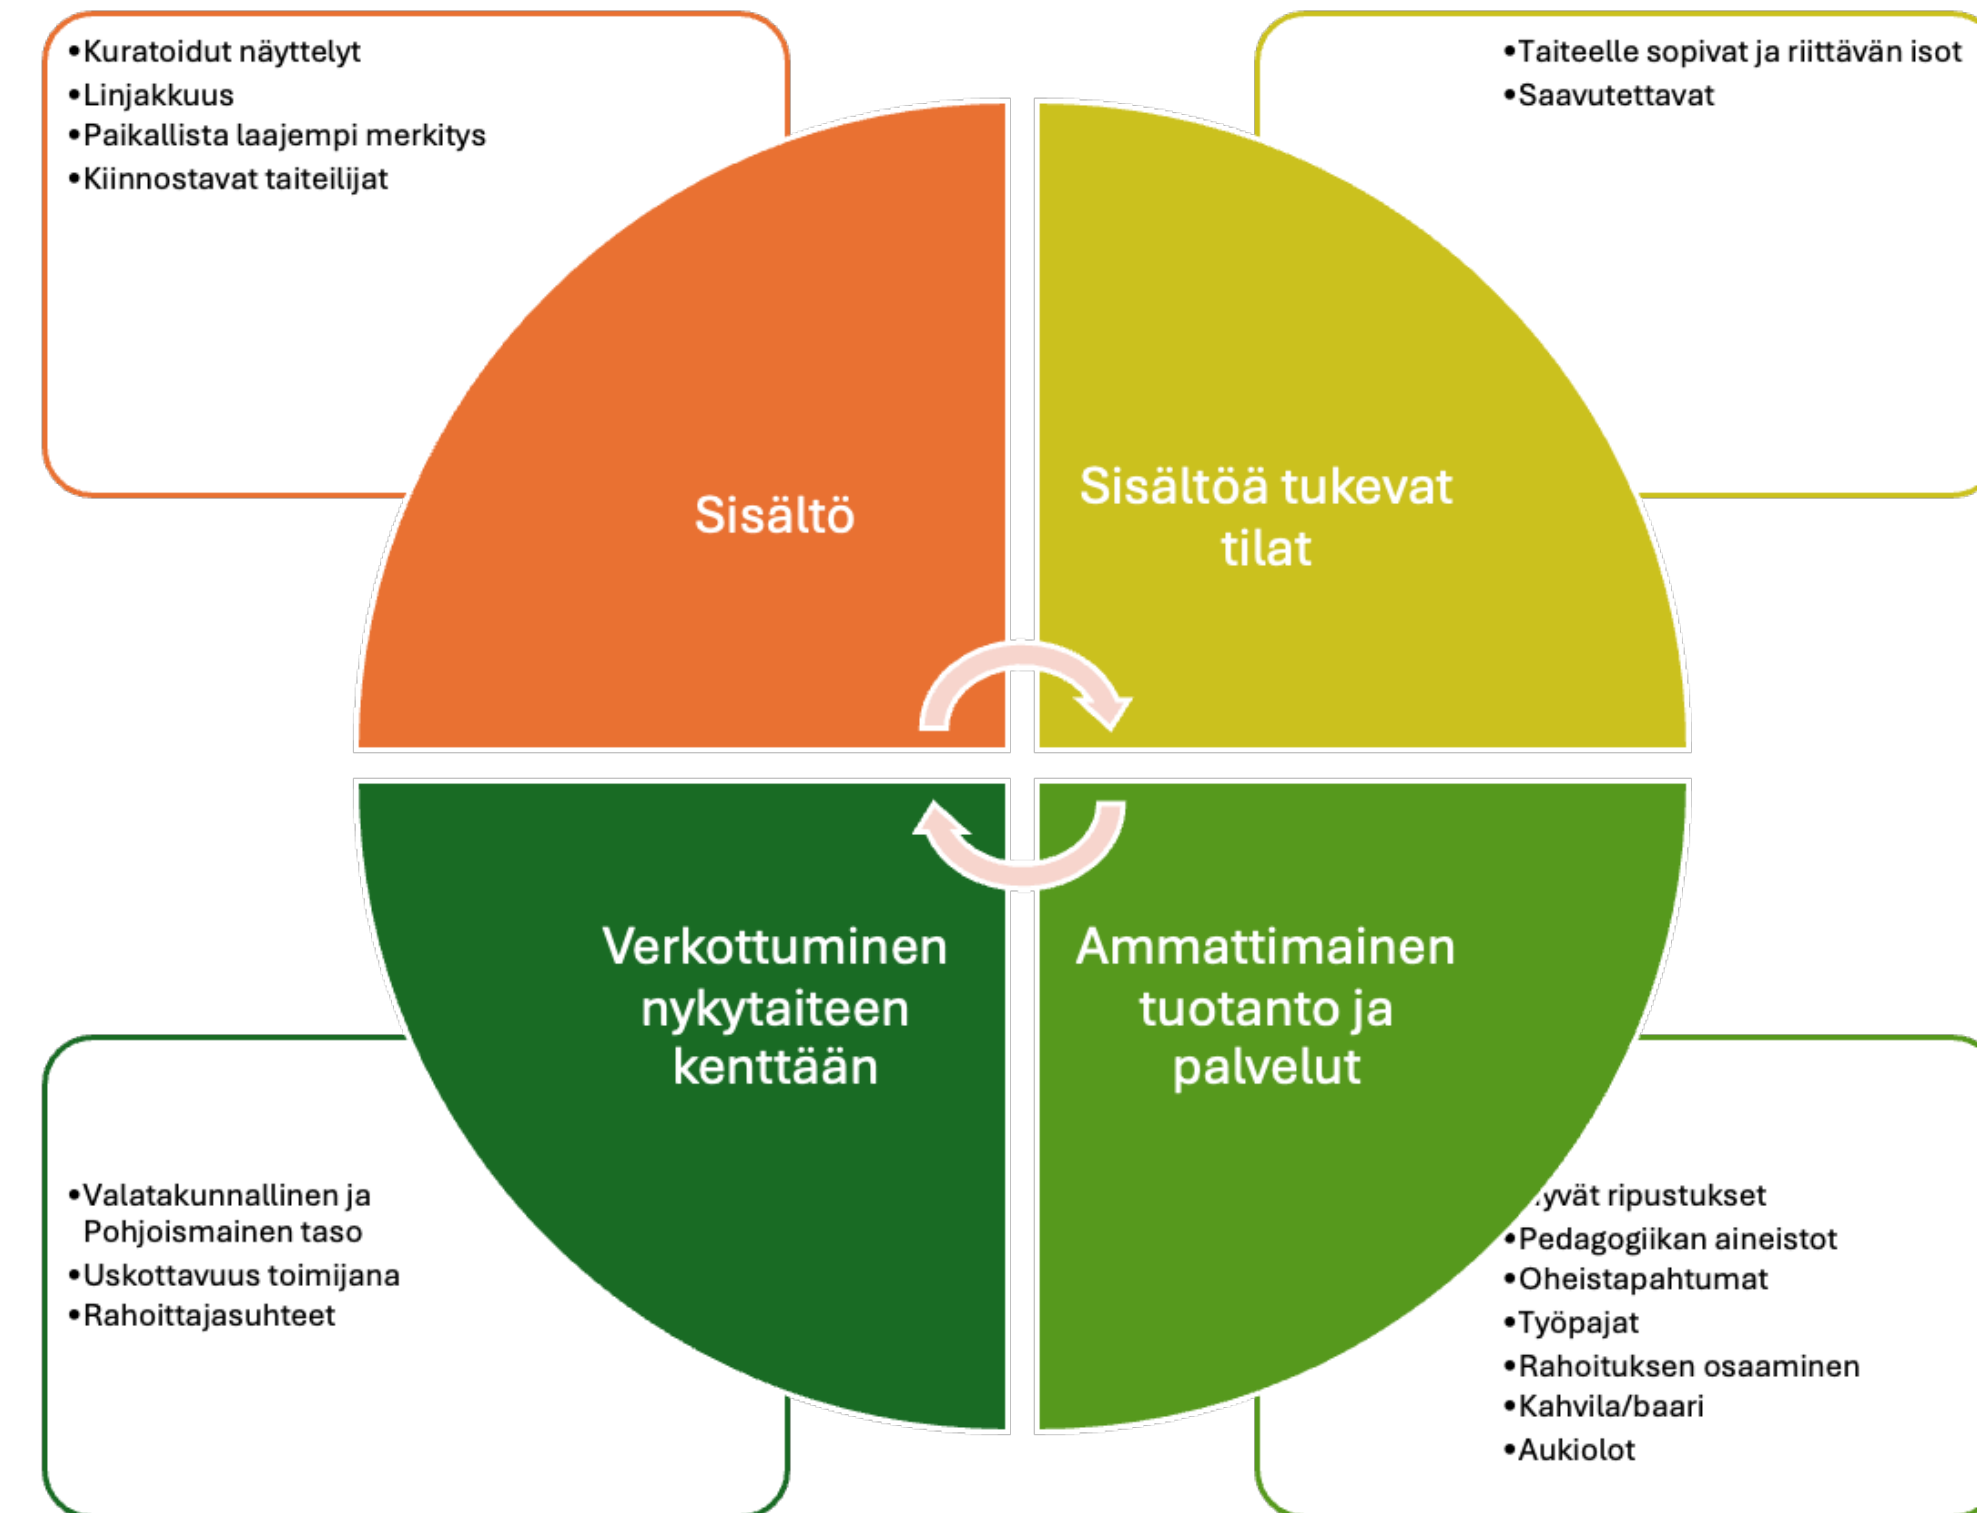 •Kuratoidut näyttelyt
•Linjakkuus
•Paikallista laajempi merkitys
•Kiinnostavat taiteilijat
•Taiteelle sopivat ja riittävän isot
•Saavutettavat
Sisältö
Sisältöä tukevat
tilat
Verkottuminen
nykytaiteen
kenttään
Ammattimainen
tuotanto ja
palvelut
•Valatakunnallinen ja
Pohjoismainen taso
•Uskottavuus toimijana
•Rahoittajasuhteet
ripustukset
•Pedagogiikan aineistot
•Oheistapahtumat
•Työpajat
•Rahoituksen osaaminen
•Kahvila/baari
•Aukiolot